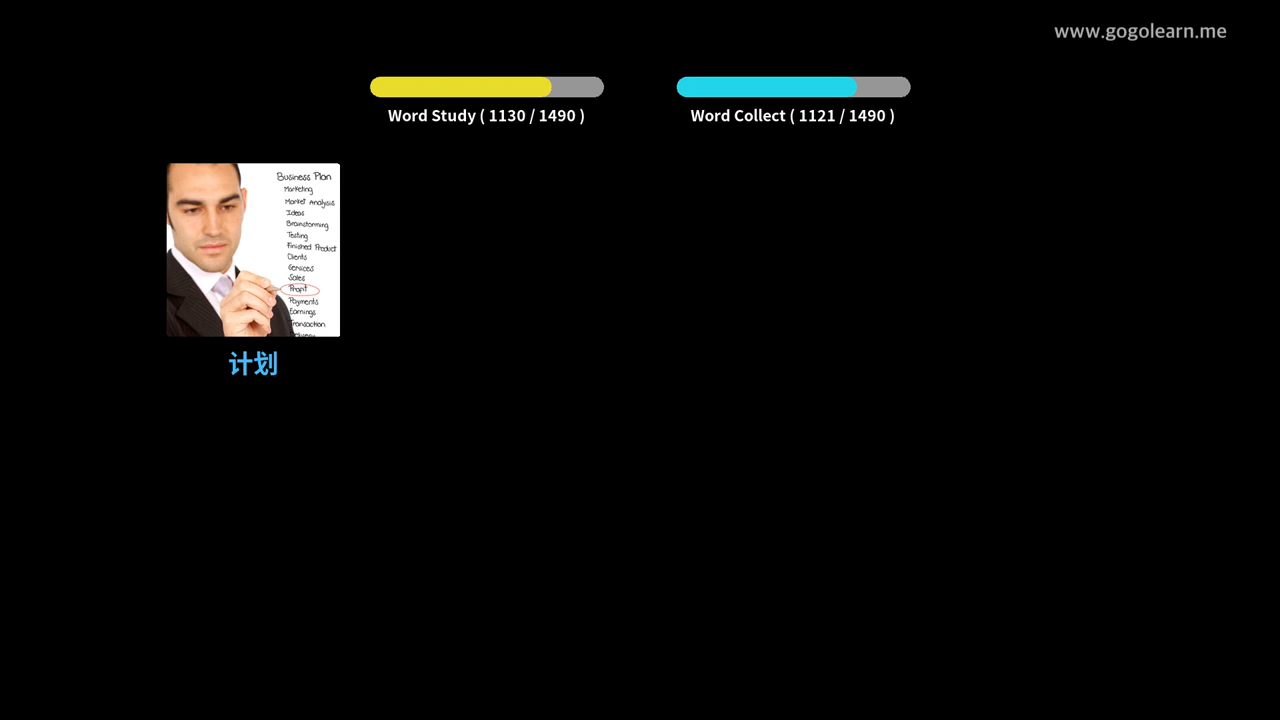 www.gogolearn.me
Word Study ( 1130 / 1490 )
Word Collect ( 1121 / 1490 )
Business Plan
Marketing
Market Analysis
Ideas
Brainstorming
Testing
Finished Product
Clients
Services
Sales
Profit
Payments
Earnings
Transaction
Delivery
计划